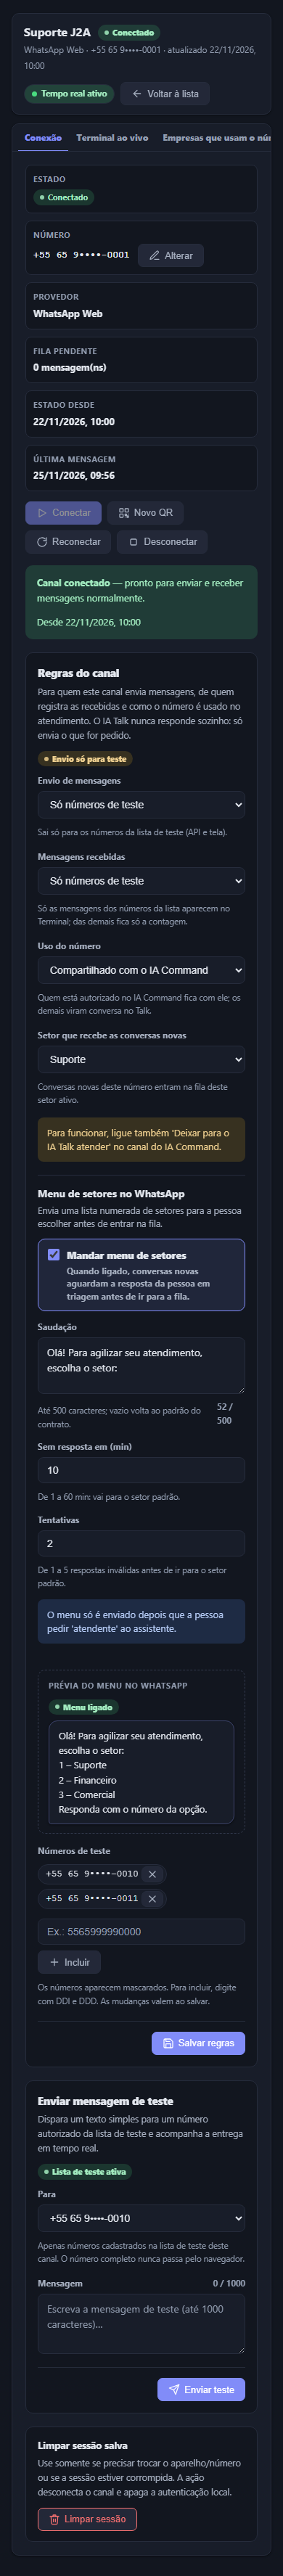 Suporte J2A
Conectado
WhatsApp Web · +55 65 9••••-0001 · atualizado 22/11/2026,
10:00
Tempo real ativo
Voltar à lista
Conexão
Terminal ao vivo
Empresas que usam o núm
ESTADO
Conectado
NÚMERO
+55 65 9••••-0001
Alterar
PROVEDOR
WhatsApp Web
FILA PENDENTE
0 mensagem(ns)
ESTADO DESDE
22/11/2026, 10:00
ÚLTIMA MENSAGEM
25/11/2026, 09:56
Conectar
Novo QR
Reconectar
Desconectar
Canal conectado — pronto para enviar e receber
mensagens normalmente.
Desde 22/11/2026, 10:00
Regras do canal
Para quem este canal envia mensagens, de quem
registra as recebidas e como o número é usado no
atendimento. O IA Talk nunca responde sozinho: só
envia o que for pedido.
Envio só para teste
Envio de mensagens
Só números de teste
Sai só para os números da lista de teste (API e tela).
Mensagens recebidas
Só números de teste
Só as mensagens dos números da lista aparecem no
Terminal; das demais fica só a contagem.
Uso do número
Compartilhado com o IA Command
Quem está autorizado no IA Command fica com ele; os
demais viram conversa no Talk.
Setor que recebe as conversas novas
Suporte
Conversas novas deste número entram na fila deste
setor ativo.
Para funcionar, ligue também 'Deixar para o
IA Talk atender' no canal do IA Command.
Menu de setores no WhatsApp
Envia uma lista numerada de setores para a pessoa
escolher antes de entrar na fila.
Mandar menu de setores
Quando ligado, conversas novas
aguardam a resposta da pessoa em
triagem antes de ir para a fila.
Saudação
Olá! Para agilizar seu atendimento,
escolha o setor:
Até 500 caracteres; vazio volta ao padrão do
contrato.
52 /
500
Sem resposta em (min)
10
De 1 a 60 min: vai para o setor padrão.
Tentativas
2
De 1 a 5 respostas inválidas antes de ir para o setor
padrão.
O menu só é enviado depois que a pessoa
pedir 'atendente' ao assistente.
PRÉVIA DO MENU NO WHATSAPP
Menu ligado
Olá! Para agilizar seu atendimento,
escolha o setor:
1 – Suporte
2 – Financeiro
3 – Comercial
Responda com o número da opção.
Números de teste
+55 65 9••••-0010
+55 65 9••••-0011
Ex.: 5565999990000
Incluir
Os números aparecem mascarados. Para incluir, digite
com DDI e DDD. As mudanças valem ao salvar.
Salvar regras
Enviar mensagem de teste
Dispara um texto simples para um número
autorizado da lista de teste e acompanha a entrega
em tempo real.
Lista de teste ativa
Para
+55 65 9••••-0010
Apenas números cadastrados na lista de teste deste
canal. O número completo nunca passa pelo navegador.
Mensagem
0 / 1000
Escreva a mensagem de teste (até 1000
caracteres)...
Enviar teste
Limpar sessão salva
Use somente se precisar trocar o aparelho/número
ou se a sessão estiver corrompida. A ação
desconecta o canal e apaga a autenticação local.
Limpar sessão